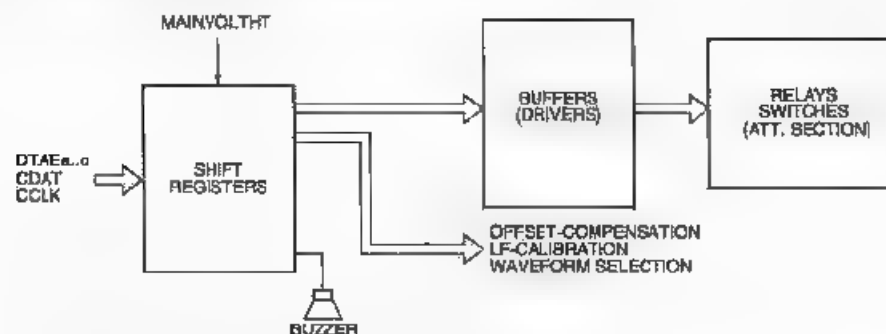 MAINVOLTHT
BUFFERS
(DRIVERS)
RELAYS
SWITCHES
(ATT. SECTION)
DTAEa..c
CDAT
CCLK
SHIFT
REGISTERS
OFFSET-COMPENSATION
LF-CALIBRATION
WAVEFORM SELECTION
BUZZER